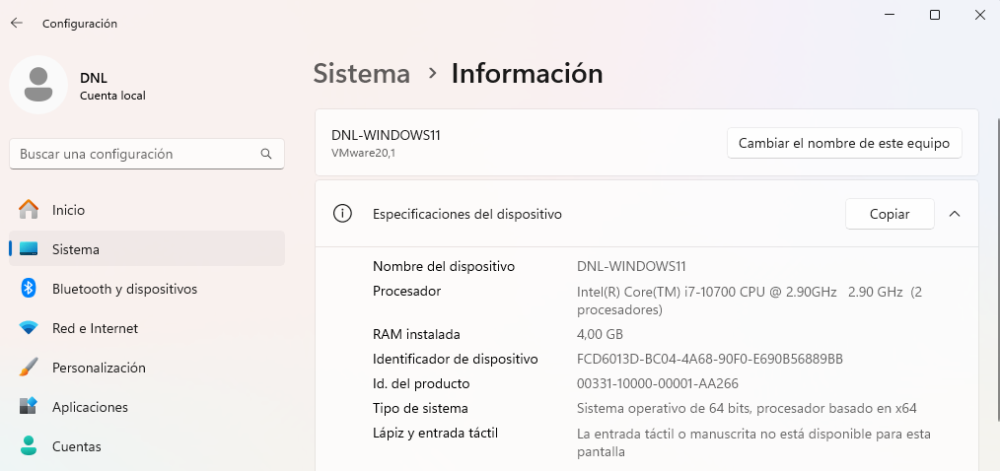 Configuración
DNL
Cuenta local
Buscar una configuración
Inicio
Sistema
Bluetooth y dispositivos
Red e Internet
Personalización
Aplicaciones
Cuentas
Sistema > Información
DNL-WINDOWS11
VMware20,1
Cambiar el nombre de este equipo
Especificaciones del dispositivo
Copiar
Nombre del dispositivo DNL-WINDOWS11
Procesador Intel(R) Core(TM) i7-10700 CPU @ 2.90GHz 2.90 GHz (2
procesadores)
RAM instalada 4,00 GB
Identificador de dispositivo FCD6013D-BC04-4A68-90F0-E690B56889BB
Id. del producto 00331-10000-00001-AA266
Tipo de sistema Sistema operativo de 64 bits, procesador basado en x64
Lápiz y entrada táctil La entrada táctil o manuscrita no está disponible para esta
pantalla